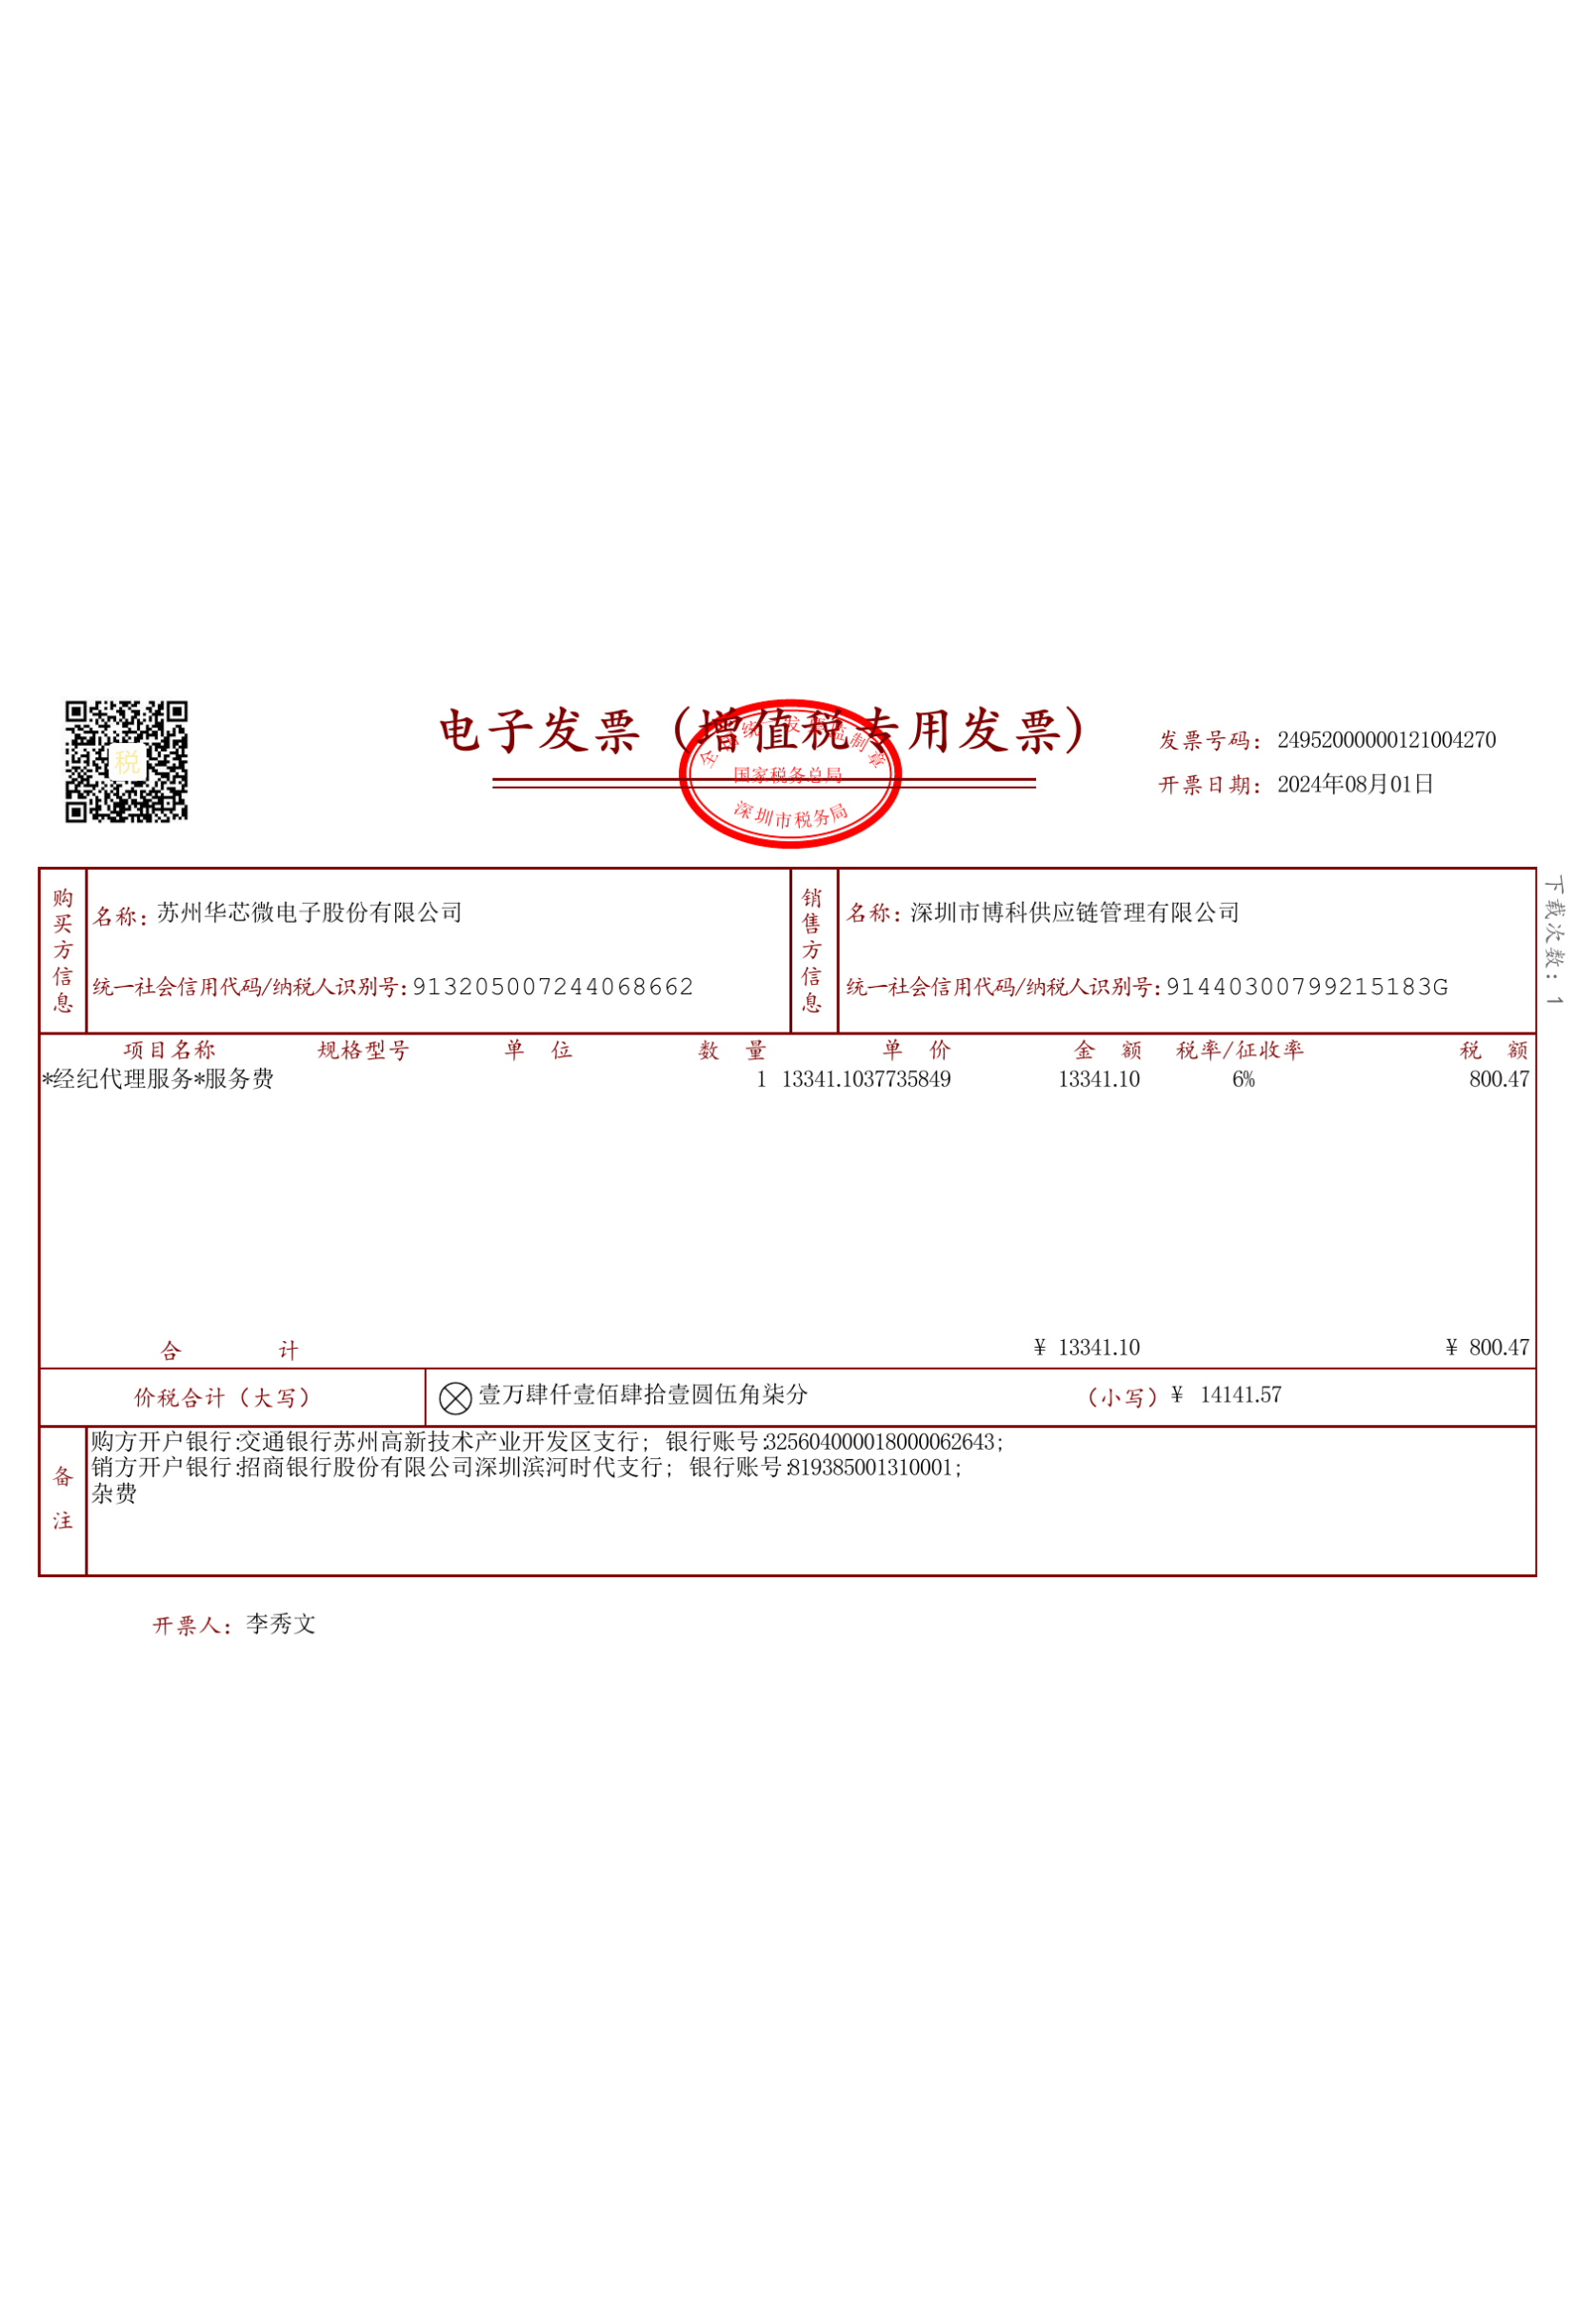 税
电子发票（增值税专用发票）
全国统一发票监制章
国家税务总局
深圳市税务局
发票号码：24952000000121004270
开票日期：2024年08月01日
下载次数：1
购买方信息
名称：苏州华芯微电子股份有限公司
统一社会信用代码/纳税人识别号：913205007244068662
销售方信息
名称：深圳市博科供应链管理有限公司
统一社会信用代码/纳税人识别号：91440300799215183G
项目名称 规格型号 单 位 数 量 单 价 金 额 税率/征收率 税 额
*经纪代理服务*服务费 1 13341.1037735849 13341.10 6% 800.47
合 计 ¥ 13341.10 ¥ 800.47
价税合计（大写） 壹万肆仟壹佰肆拾壹圆伍角柒分 （小写）¥ 14141.57
备注
购方开户银行:交通银行苏州高新技术产业开发区支行； 银行账号:325604000018000062643；
销方开户银行:招商银行股份有限公司深圳滨河时代支行； 银行账号:819385001310001；
杂费
开票人：李秀文